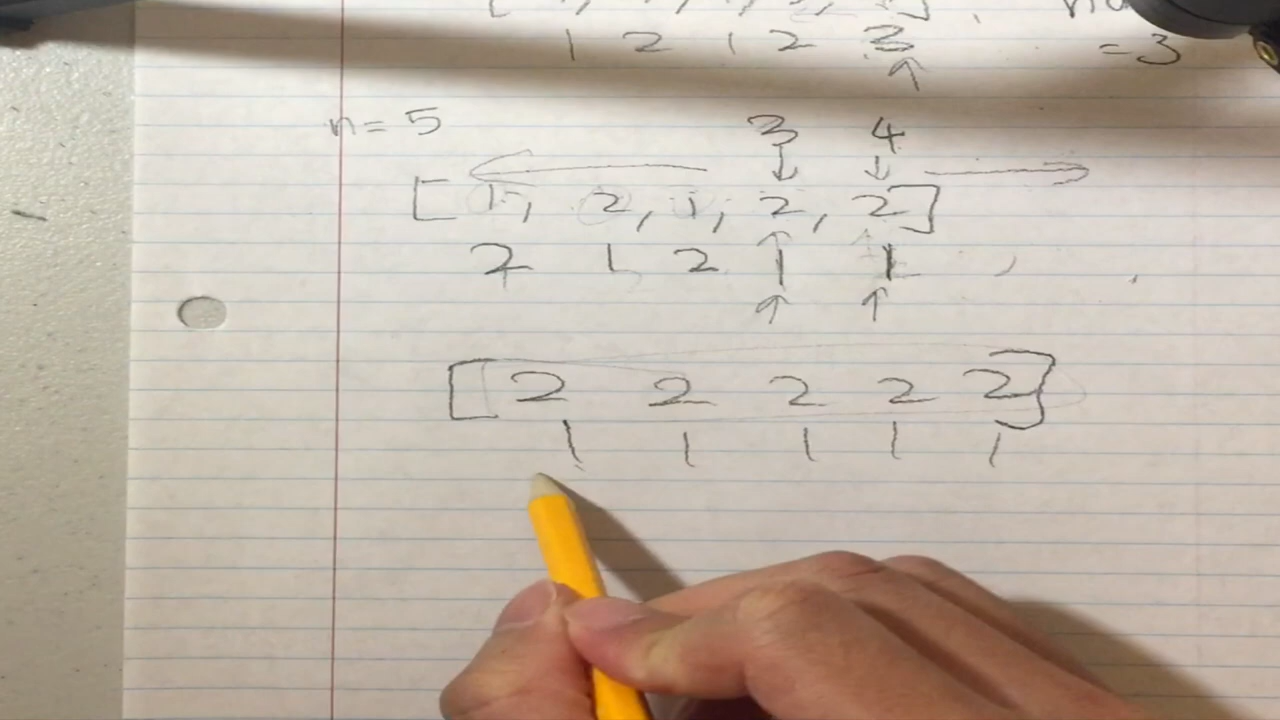 1 2 1 2 3 = 3
n = 5 3 4
[ 1, 2, 1, 2, 2 ]
2 1 2 1 1
[ 2 2 2 2 2 ]
1 1 1 1 1